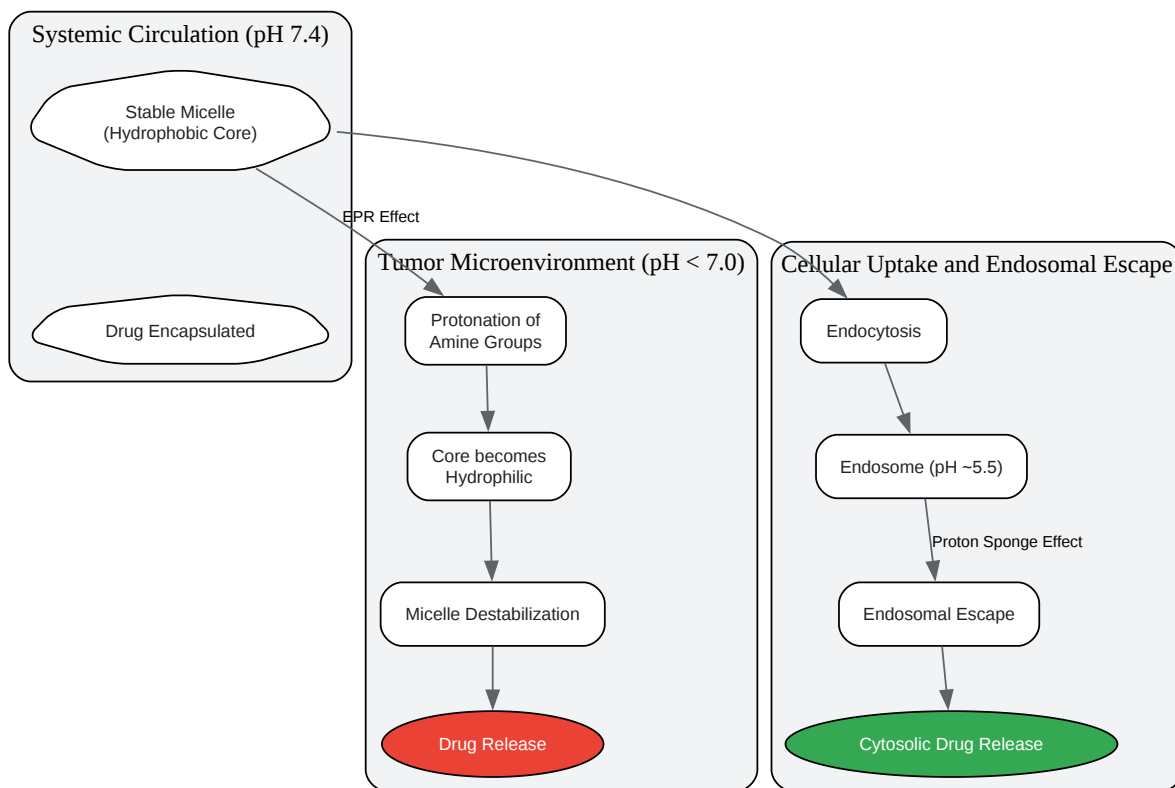 Systemic Circulation (pH 7.4)
Stable Micelle
(Hydrophobic Core)
EPR Effect
Drug Encapsulated
Tumor Microenvironment (pH < 7.0)
Protonation of
Amine Groups
Core becomes
Hydrophilic
Micelle Destabilization
Drug Release
Cellular Uptake and Endosomal Escape
Endocytosis
Endosome (pH ~5.5)
Proton Sponge Effect
Endosomal Escape
Cytosolic Drug Release